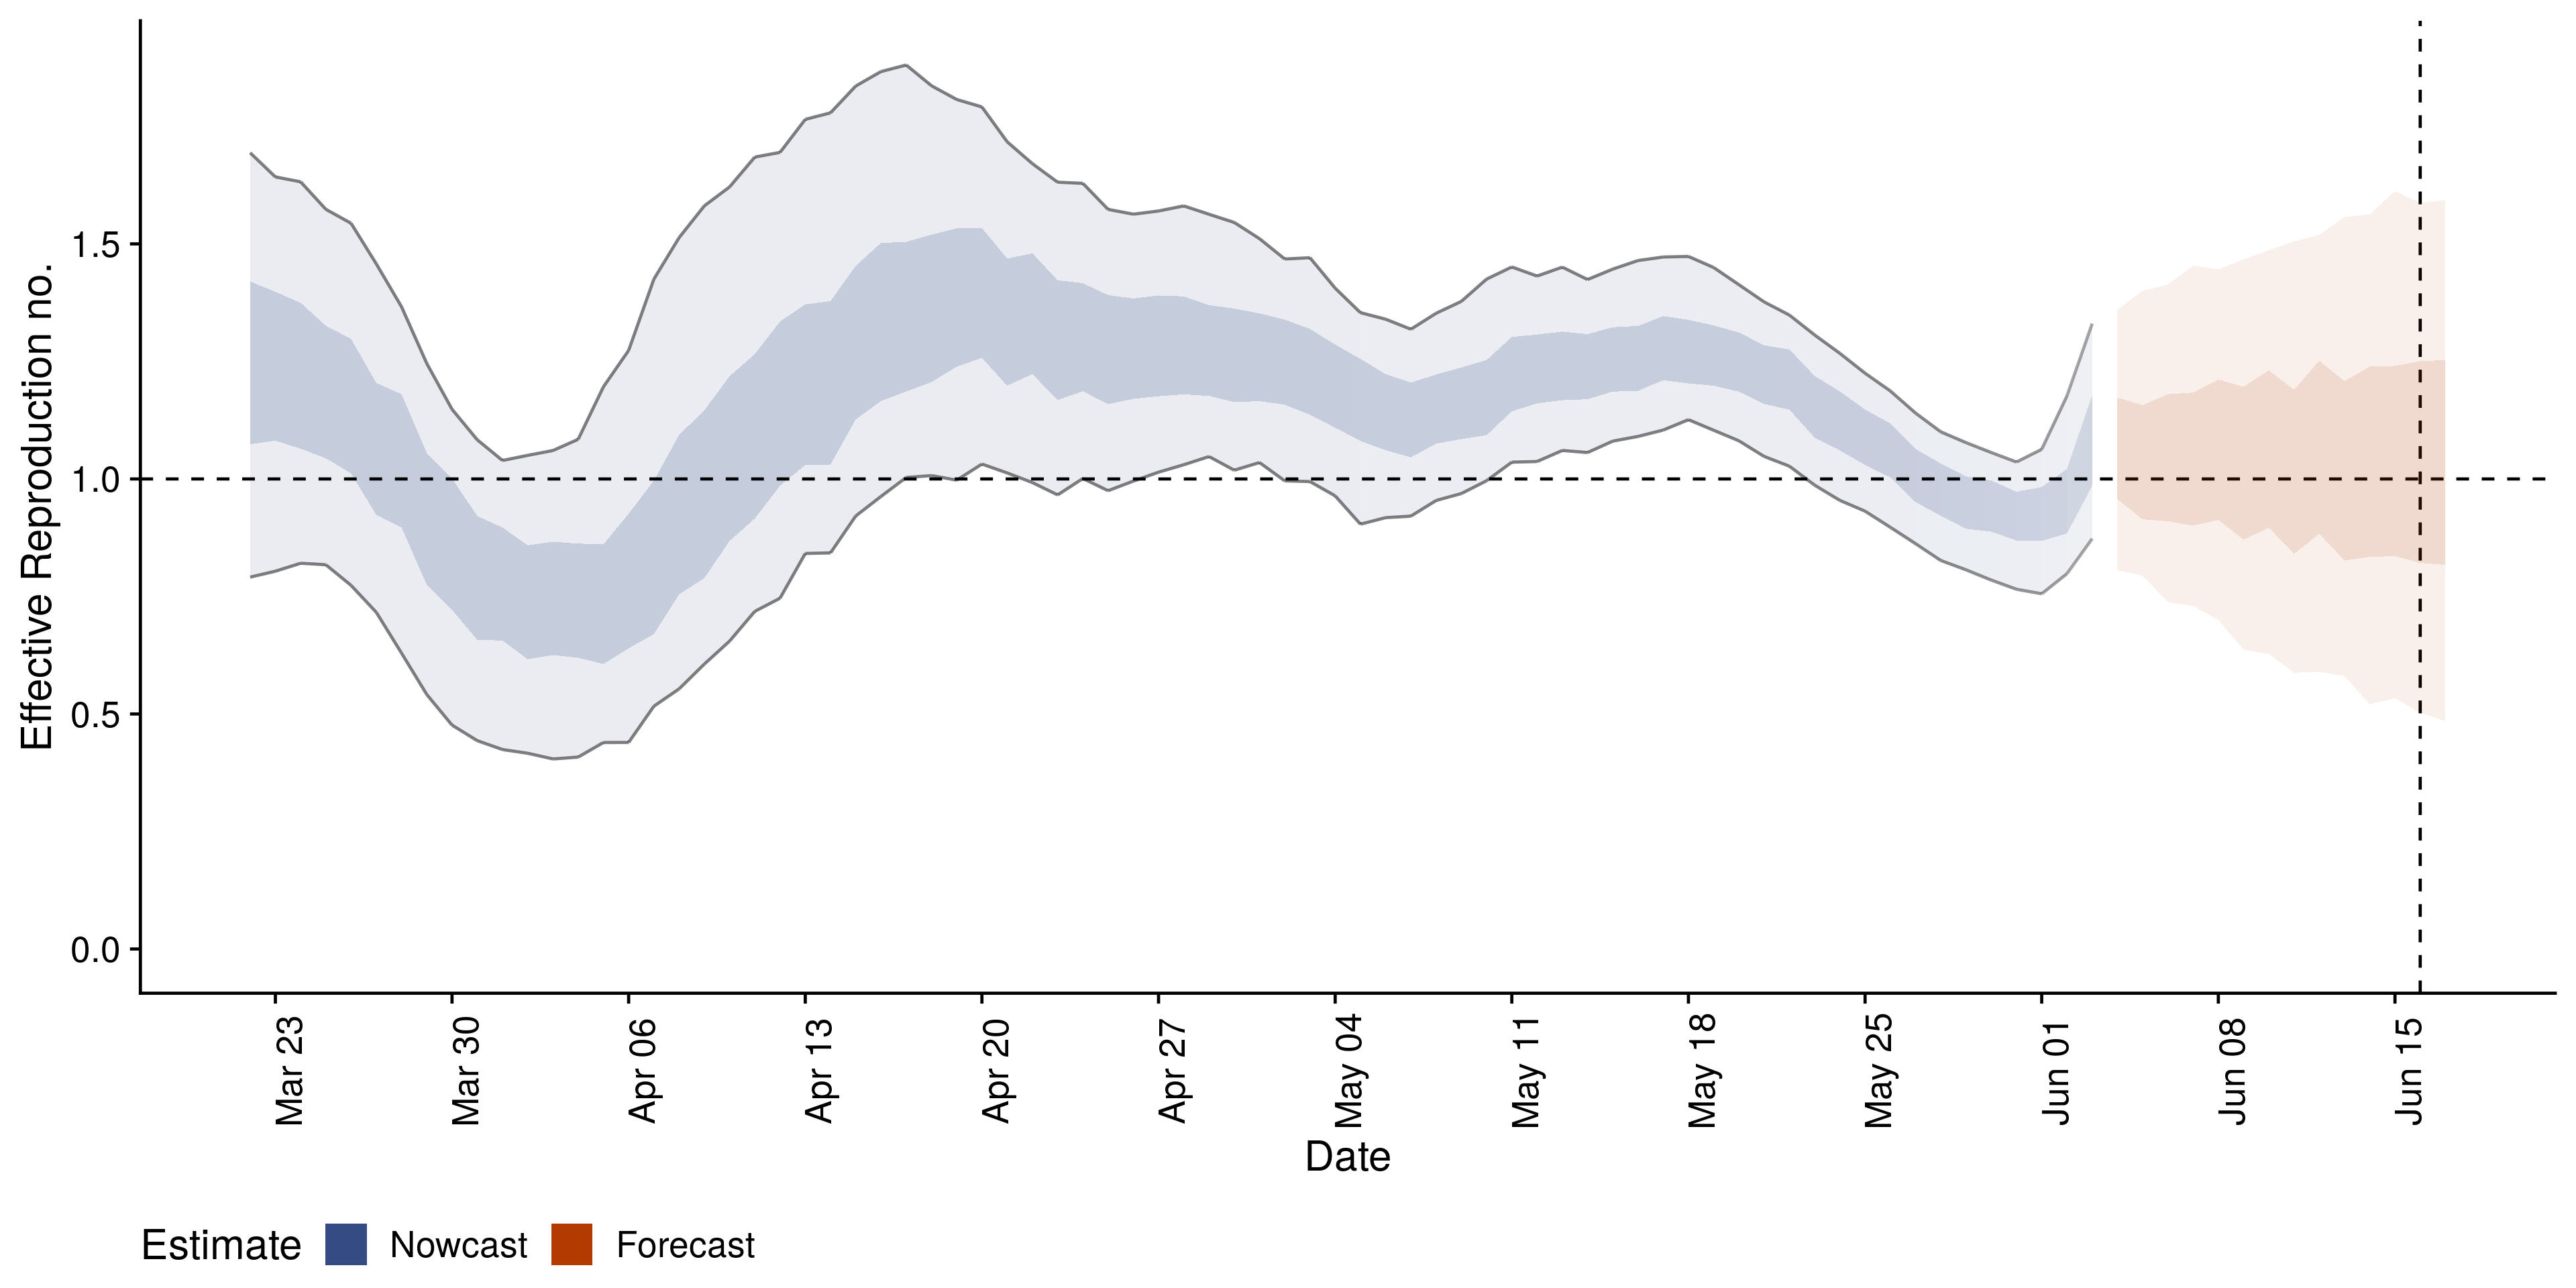 Effective Reproduction no.
1.5
1.0
0.5
0.0
Mar 23
Mar 30
Apr 06
Apr 13
Apr 20
Apr 27
May 04
May 11
May 18
May 25
Jun 01
Jun 08
Jun 15
Date
Estimate Nowcast Forecast